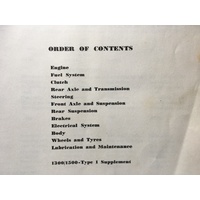 ORDER OF CONTENTS
Engine
Fuel System
Clutch
Rear Axle and Transmission
Steering
Front Axle and Suspension
Rear Suspension
Brakes
Electrical System
Body
Wheels and Tyres
Lubrication and Maintenance
1500/1500-Type 1 Supplement